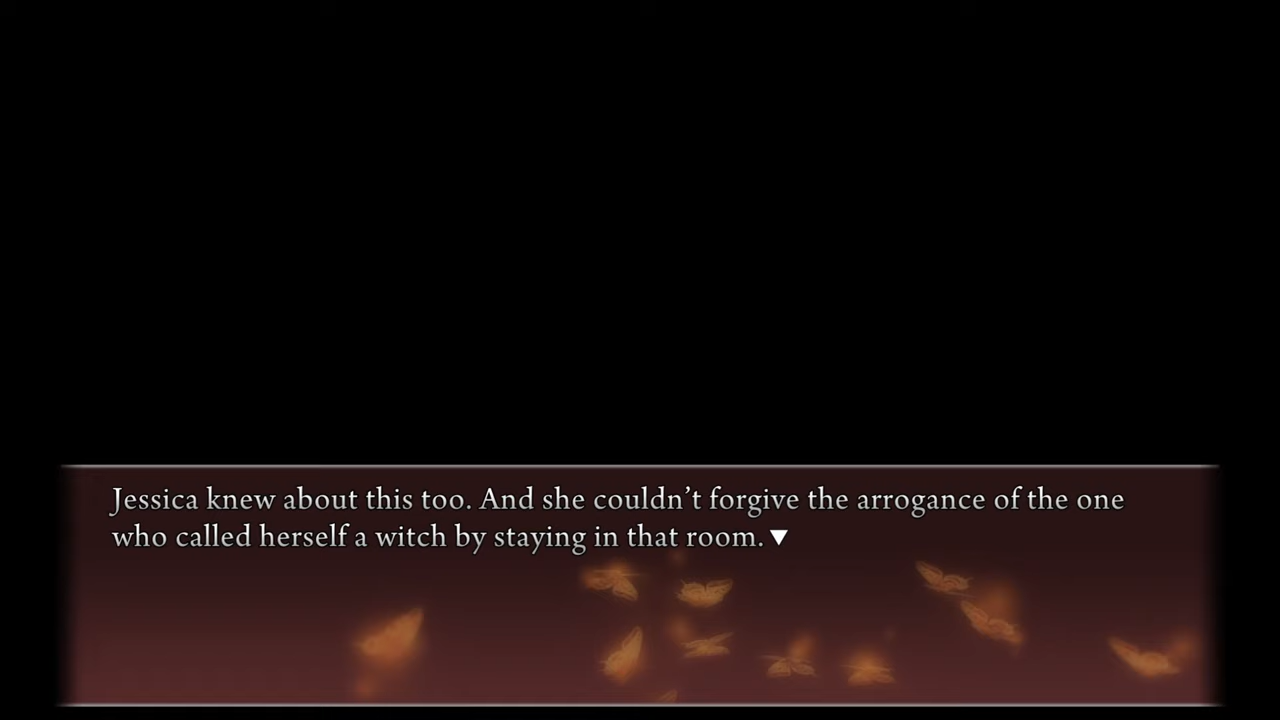 Jessica knew about this too. And she couldn’t forgive the arrogance of the one
who called herself a witch by staying in that room.▼